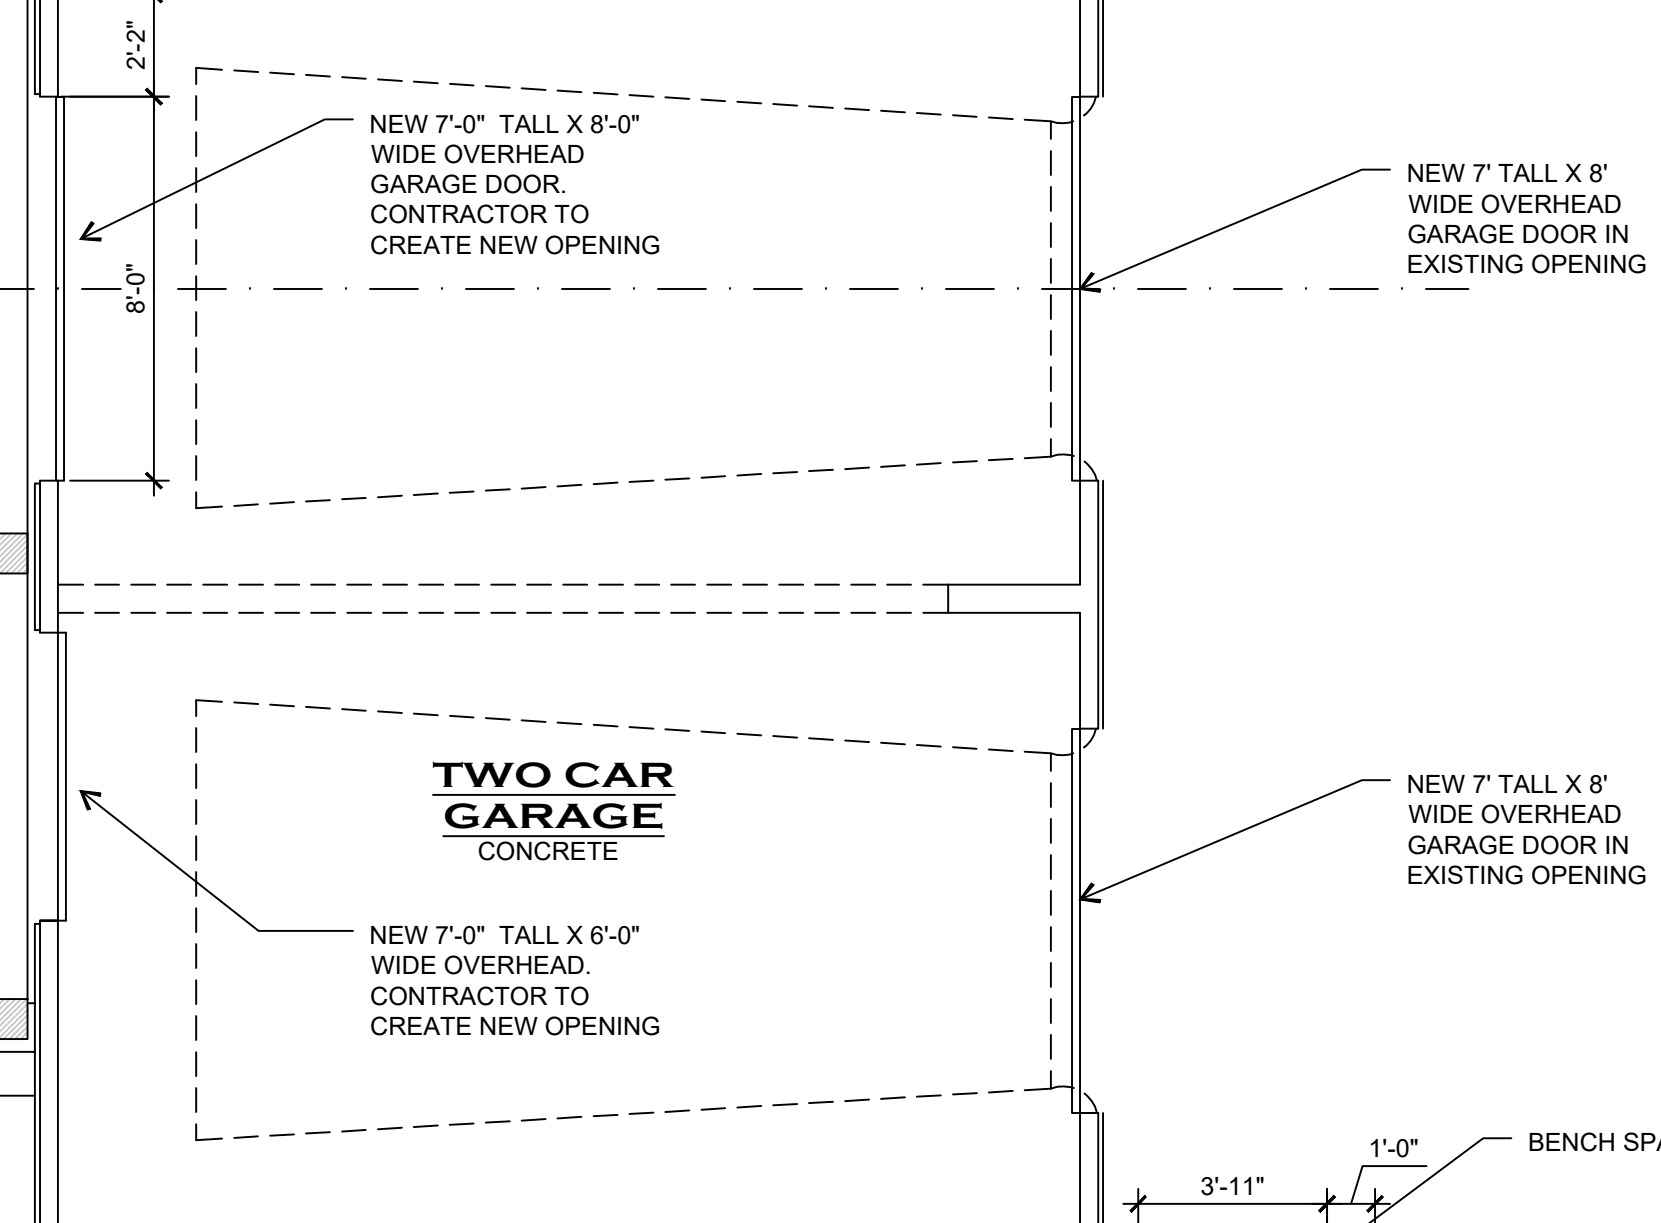 2'-2"
NEW 7'-0" TALL X 8'-0"
WIDE OVERHEAD
GARAGE DOOR.
CONTRACTOR TO
CREATE NEW OPENING
8'-0"
NEW 7' TALL X 8'
WIDE OVERHEAD
GARAGE DOOR IN
EXISTING OPENING
TWO CAR
GARAGE
CONCRETE
NEW 7'-0" TALL X 6'-0"
WIDE OVERHEAD.
CONTRACTOR TO
CREATE NEW OPENING
NEW 7' TALL X 8'
WIDE OVERHEAD
GARAGE DOOR IN
EXISTING OPENING
BENCH
1'-0"
3'-11"